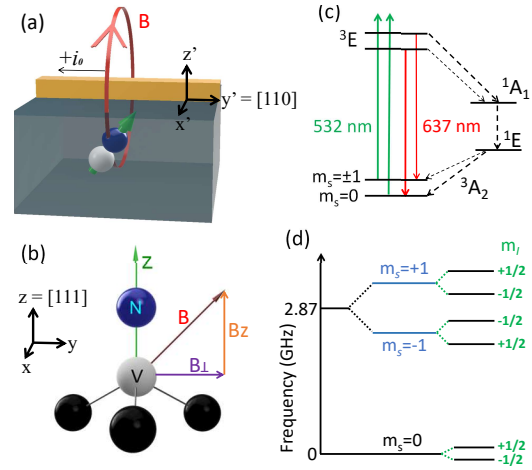 (a)
B
+i₀
z'
y' = [110]
x'
(b)
z
N
z = [111]
y
x
B
Bz
V
B⊥
(c)
³E
¹A₁
532 nm
637 nm
¹E
mₛ=±1
mₛ=0
³A₂
(d)
Frequency (GHz)
2.87
0
mₛ=+1
mₛ=-1
mₛ=0
m_I
+1/2
-1/2
-1/2
+1/2
+1/2
-1/2